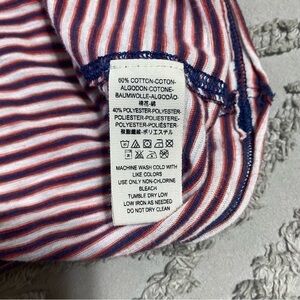 60% COTTON-COTON-
ALGODON COTONE-
BAUMWOLLE-ALGODÃO-
棉花-綿
40% POLYESTER-POLYESTER-
POLIESTER-POLIESTERE-
POLYESTER-POLIÉSTER-
聚酯纖維-ポリエステル
MACHINE WASH COLD WITH
LIKE COLORS
USE ONLY NON-CHLORINE
BLEACH
TUMBLE DRY LOW
LOW IRON AS NEEDED
DO NOT DRY CLEAN